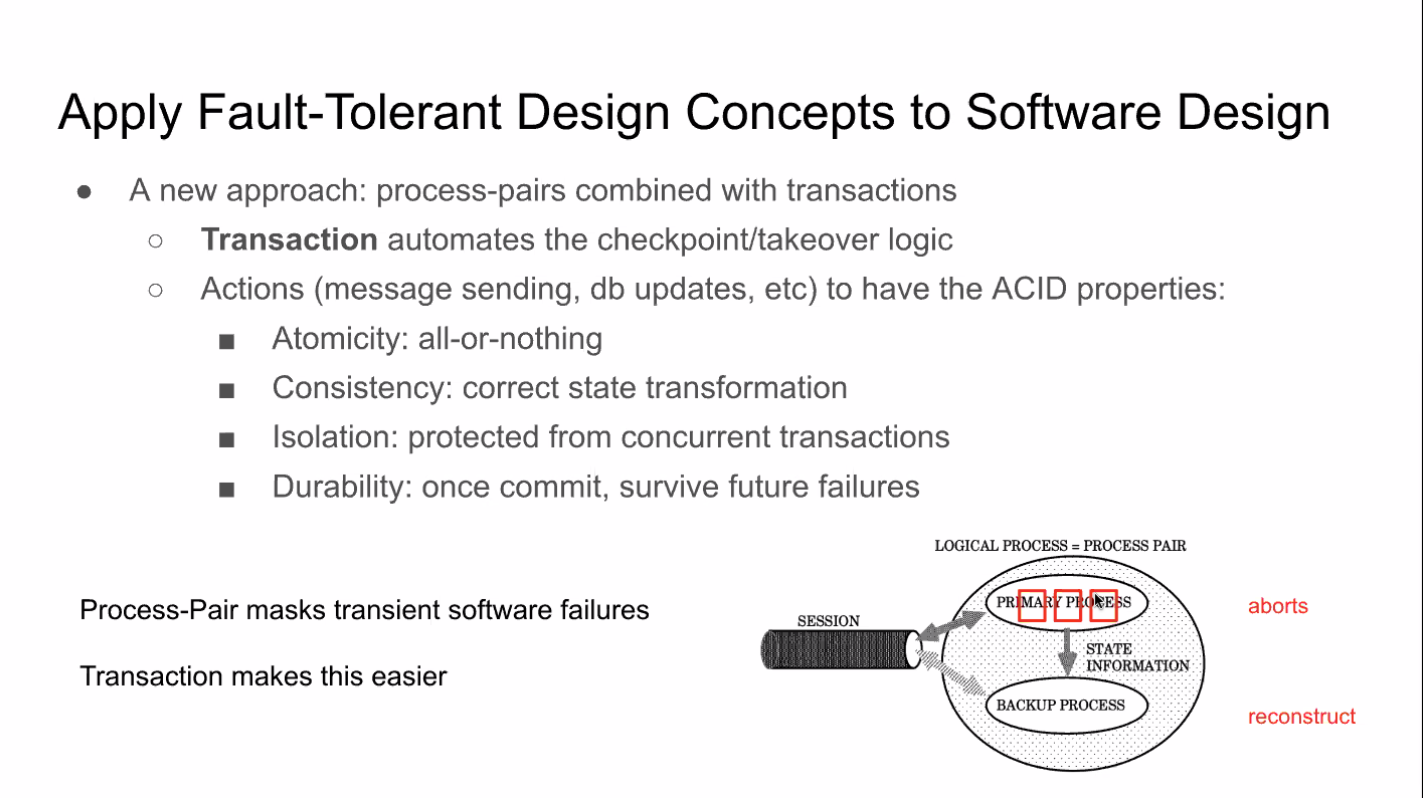 Apply Fault-Tolerant Design Concepts to Software Design
● A new approach: process-pairs combined with transactions
○ Transaction automates the checkpoint/takeover logic
○ Actions (message sending, db updates, etc) to have the ACID properties:
■ Atomicity: all-or-nothing
■ Consistency: correct state transformation
■ Isolation: protected from concurrent transactions
■ Durability: once commit, survive future failures
LOGICAL PROCESS = PROCESS PAIR
Process-Pair masks transient software failures
PRIMARY PROCESS
aborts
SESSION
STATE
INFORMATION
Transaction makes this easier
BACKUP PROCESS
reconstruct